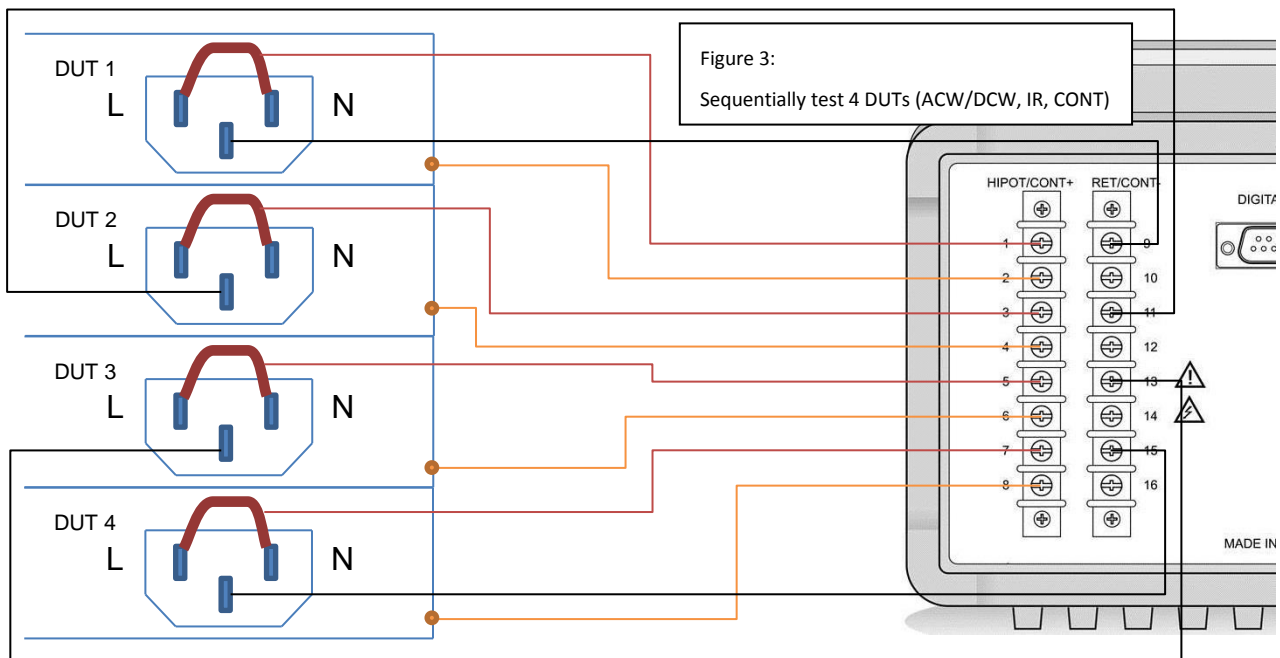 Figure 3:
Sequentially test 4 DUTs (ACW/DCW, IR, CONT)
DUT 1
L N
DUT 2
L N
DUT 3
L N
DUT 4
L N
HIPOT/CONT+ RET/CONT-
1 9
2 10
3 11
4 12
5 13
6 14
7 15
8 16
DIGITA
MADE IN